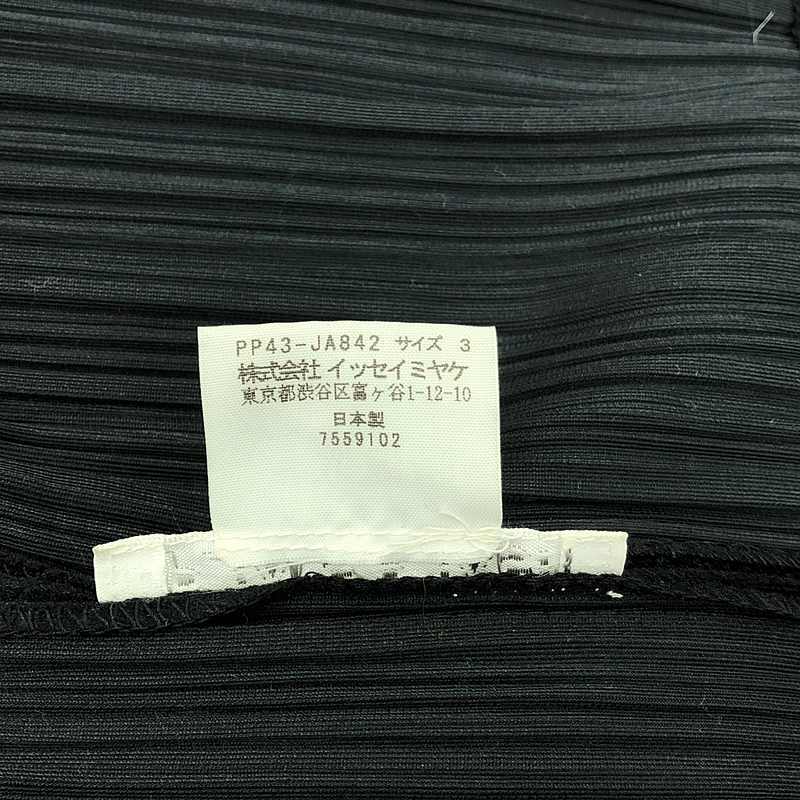 PP43-JA842 サイズ 3
株式会社 イッセイミヤケ
東京都渋谷区富ヶ谷1-12-10
日本製
7559102